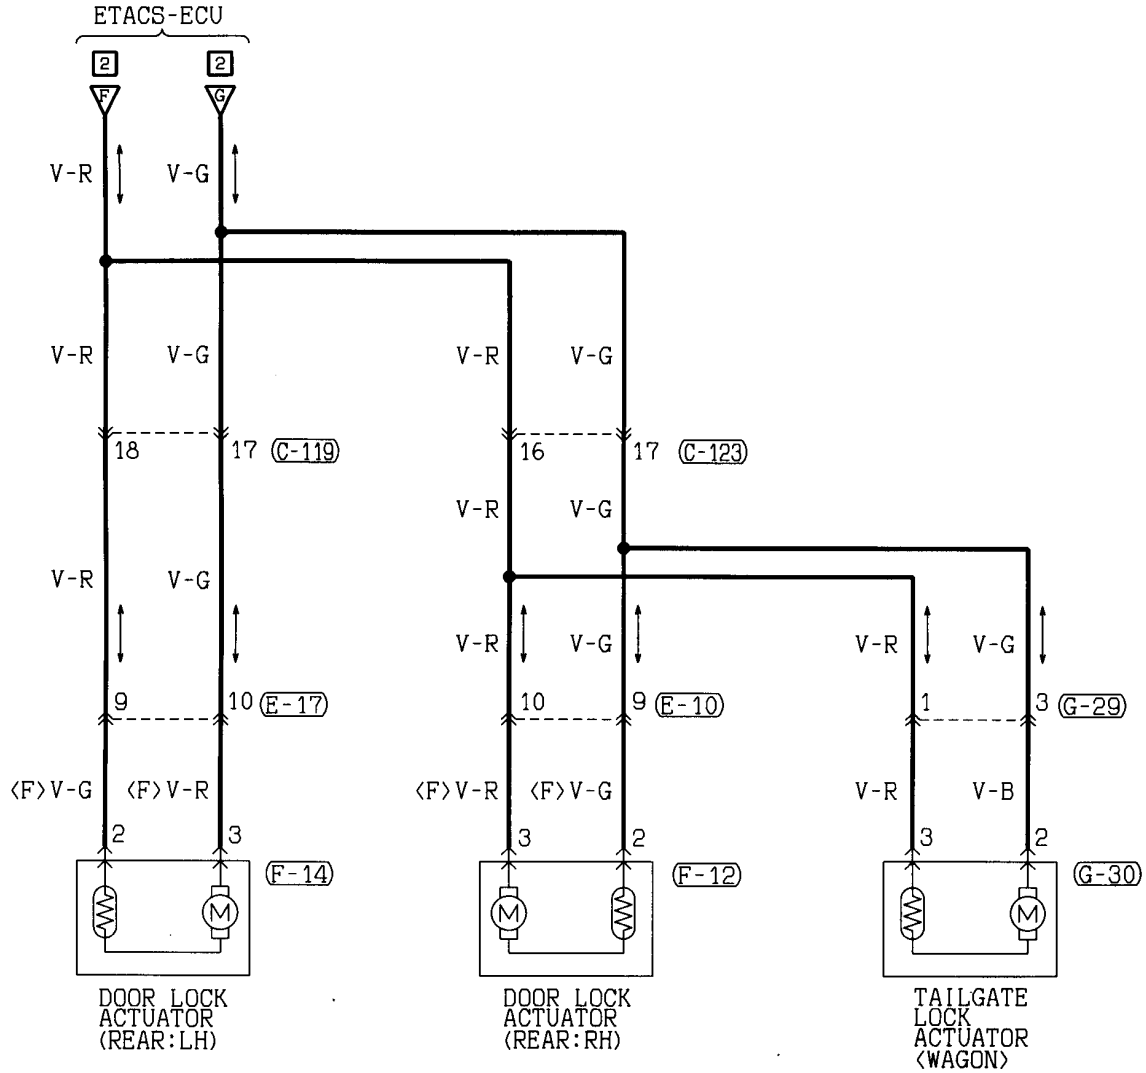 ETACS-ECU
2 2
F G
V-R V-G
V-R V-G V-R V-G
18 17 C-119 16 17 C-123
V-R V-G
V-R V-G
V-R V-G V-R V-G
9 10 E-17 10 9 E-10 1 3 G-29
<F>V-G <F>V-R <F>V-R <F>V-G V-R V-B
2 3 3 2 3 2
F-14 F-12 G-30
M M M
DOOR LOCK
ACTUATOR
(REAR:LH)
DOOR LOCK
ACTUATOR
(REAR:RH)
TAILGATE
LOCK
ACTUATOR
<WAGON>